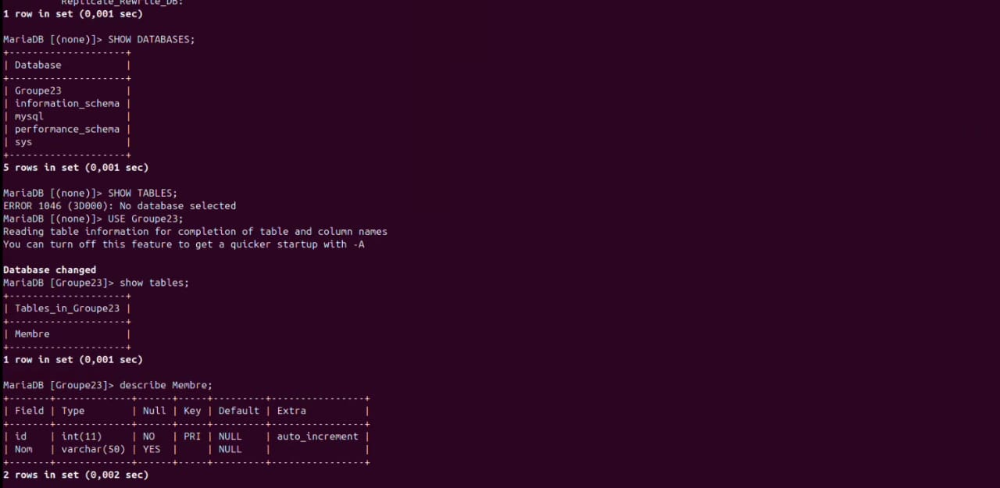 Replicate_Rewrite_DB:
1 row in set (0,001 sec)
MariaDB [(none)]> SHOW DATABASES;
+--------------------+
| Database           |
+--------------------+
| Groupe23           |
| information_schema |
| mysql              |
| performance_schema |
| sys                |
+--------------------+
5 rows in set (0,001 sec)
MariaDB [(none)]> SHOW TABLES;
ERROR 1046 (3D000): No database selected
MariaDB [(none)]> USE Groupe23;
Reading table information for completion of table and column names
You can turn off this feature to get a quicker startup with -A
Database changed
MariaDB [Groupe23]> show tables;
+--------------------+
| Tables_in_Groupe23 |
+--------------------+
| Membre             |
+--------------------+
1 row in set (0,001 sec)
MariaDB [Groupe23]> describe Membre;
+-------+-------------+------+-----+---------+----------------+
| Field | Type        | Null | Key | Default | Extra          |
+-------+-------------+------+-----+---------+----------------+
| id    | int(11)     | NO   | PRI | NULL    | auto_increment |
| Nom   | varchar(50) | YES  |     | NULL    |                |
+-------+-------------+------+-----+---------+----------------+
2 rows in set (0,002 sec)